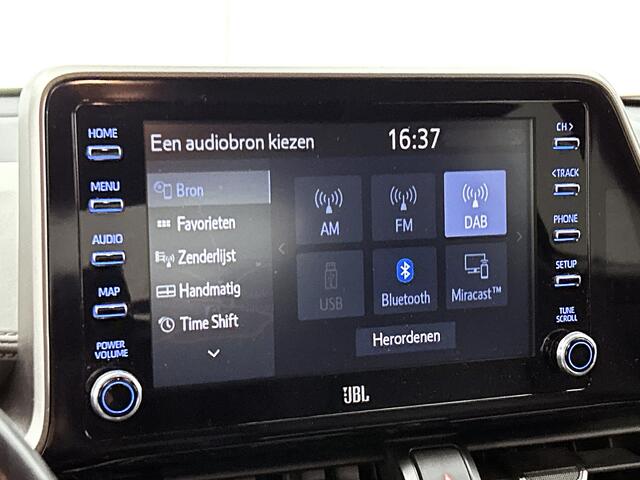 HOME
MENU
AUDIO
MAP
POWER
VOLUME
Een audiobron kiezen
16:37
Bron
Favorieten
Zenderlijst
Handmatig
Time Shift
AM
FM
DAB
USB
Bluetooth
Miracast™
Herordenen
CH >
< TRACK
PHONE
SETUP
TUNE
SCROLL
JBL